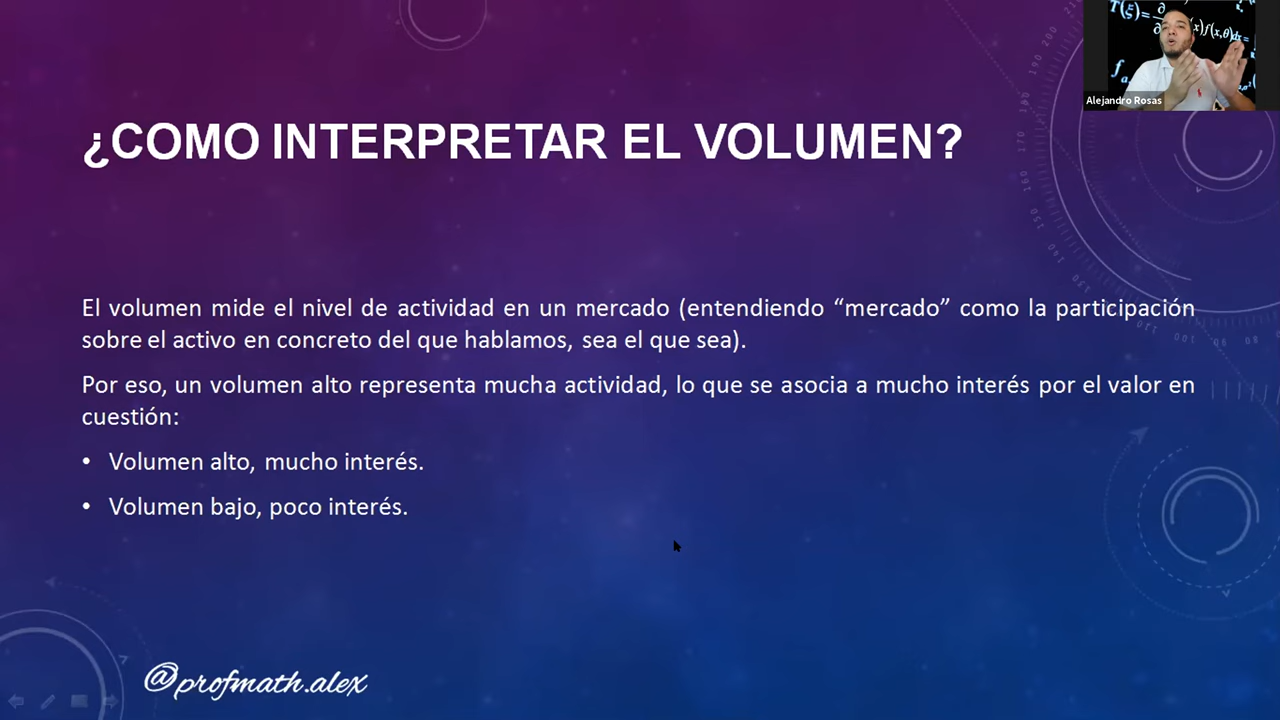 ¿COMO INTERPRETAR EL VOLUMEN?
El volumen mide el nivel de actividad en un mercado (entendiendo “mercado” como la participación
sobre el activo en concreto del que hablamos, sea el que sea).
Por eso, un volumen alto representa mucha actividad, lo que se asocia a mucho interés por el valor en
cuestión:
• Volumen alto, mucho interés.
• Volumen bajo, poco interés.
@profmath.alex
Alejandro Rosas